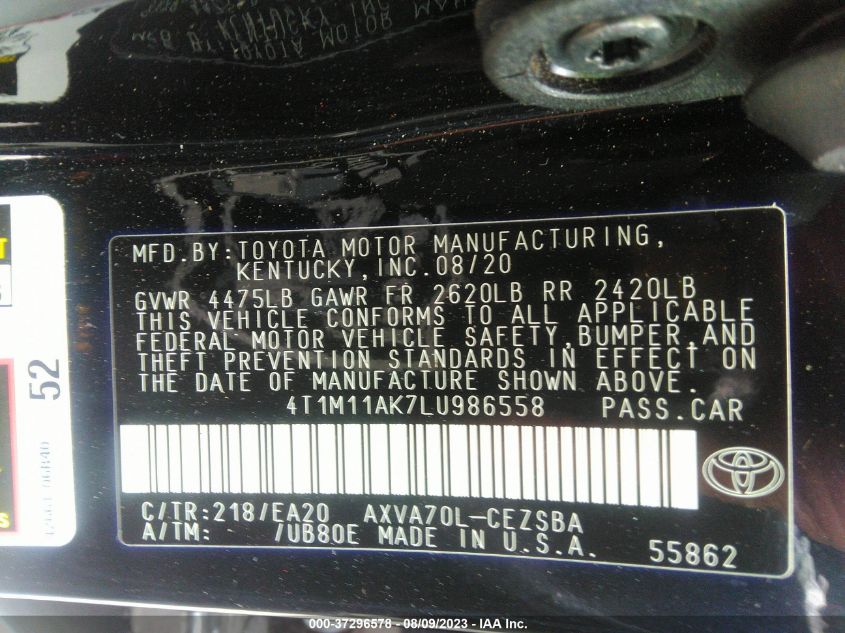 MFD.BY:TOYOTA MOTOR MANUFACTURING,
KENTUCKY,INC.08/20
GVWR 4475LB GAWR FR 2620LB RR 2420LB
THIS VEHICLE CONFORMS TO ALL APPLICABLE
FEDERAL MOTOR VEHICLE SAFETY,BUMPER,AND
THEFT PREVENTION STANDARDS IN EFFECT ON
THE DATE OF MANUFACTURE SHOWN ABOVE.
4T1M11AK7LU986558 PASS.CAR
C/TR:218/EA20 AXVA70L-CEZSBA
A/TM: /UB80E MADE IN U.S.A. 55862
52
000-37296578 - 08/09/2023 - IAA Inc.